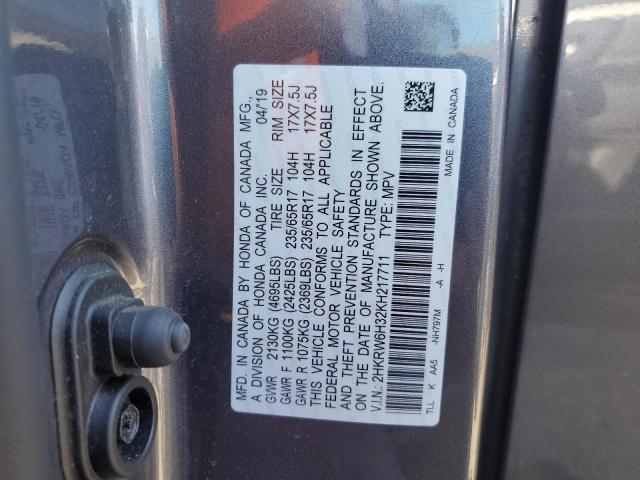 MFD. IN CANADA BY HONDA OF CANADA MFG.,
A DIVISION OF HONDA CANADA INC. 04/19
GVWR 2130KG (4695LBS) TIRE SIZE RIM SIZE
GAWR F 1100KG (2425LBS) 235/65R17 104H 17X7.5J
GAWR R 1075KG (2369LBS) 235/65R17 104H 17X7.5J
THIS VEHICLE CONFORMS TO ALL APPLICABLE
FEDERAL MOTOR VEHICLE SAFETY
AND THEFT PREVENTION STANDARDS IN EFFECT
ON THE DATE OF MANUFACTURE SHOWN ABOVE.
V.I.N.: 2HKRW6H32KH217711 TYPE: MPV
TLL K AA5 -NH797M -A -H MADE IN CANADA